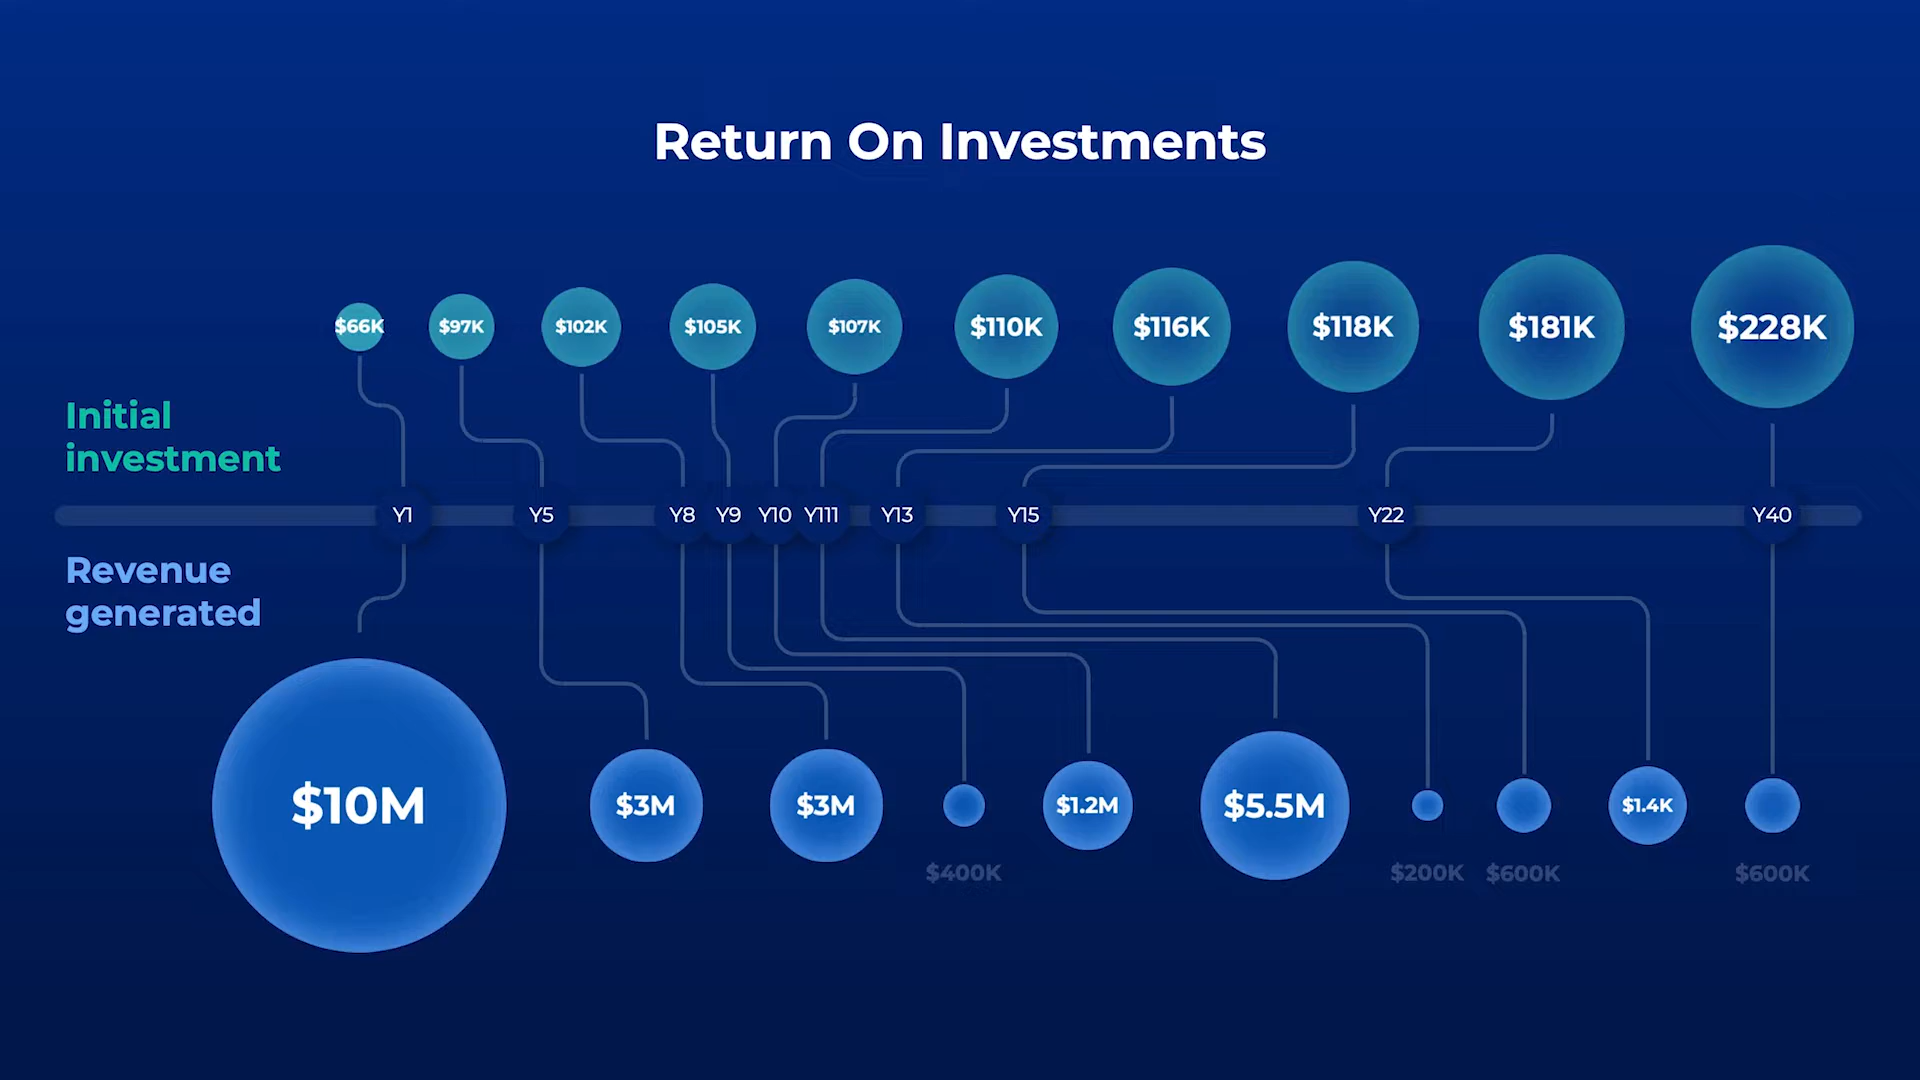 Return On Investments
$66K
$97K
$102K
$105K
$107K
$110K
$116K
$118K
$181K
$228K
Initial
investment
Y1
Y5
Y8
Y9
Y10
Y111
Y13
Y15
Y22
Y40
Revenue
generated
$10M
$3M
$3M
$400K
$1.2M
$5.5M
$200K
$600K
$1.4K
$600K